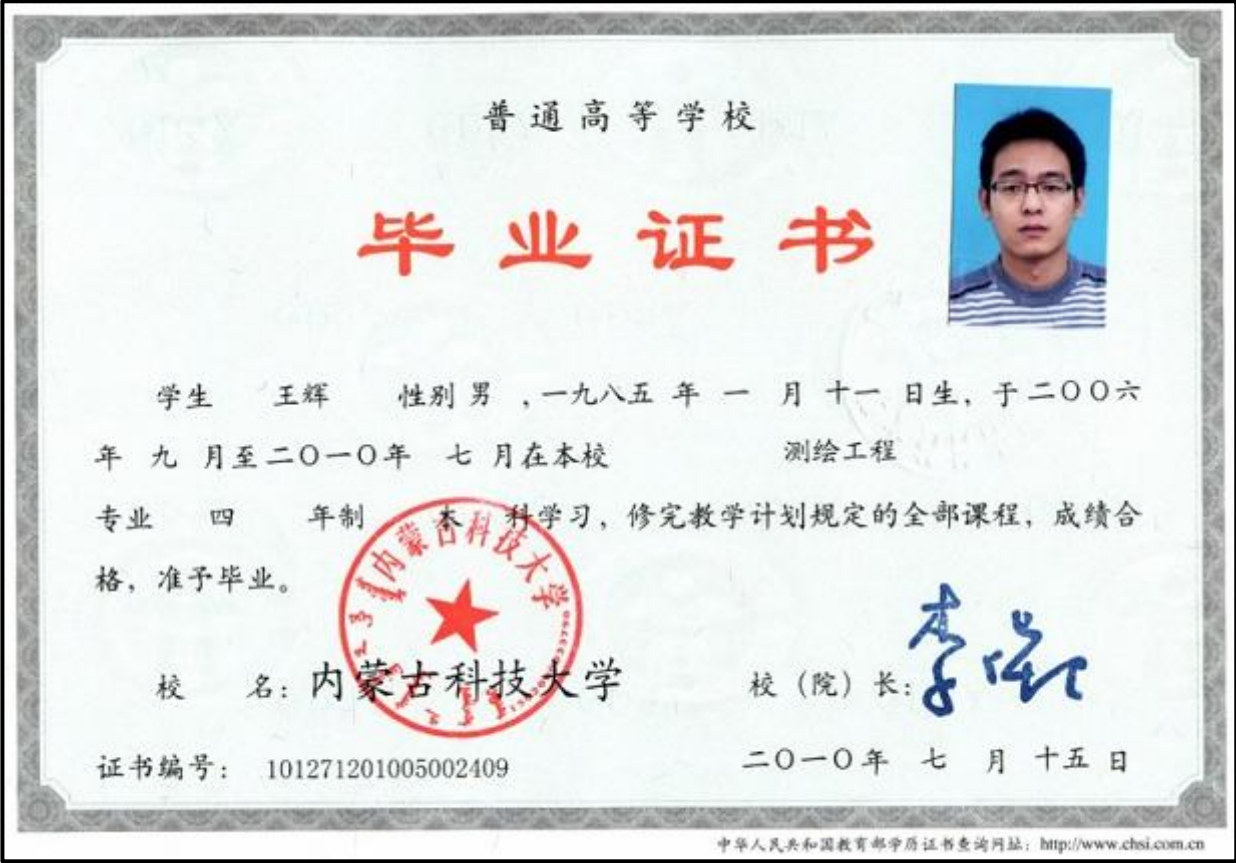 普通高等学校
毕业证书
学生 王辉 性别 男 ，一九八五 年 一 月 十一 日生，于二〇〇六
年 九 月至二〇一〇年 七 月在本校 测绘工程
专业 四 年制 本 科学习，修完教学计划规定的全部课程，成绩合
格，准予毕业。
内蒙古科技大学
校 名：内蒙古科技大学 校（院）长：
证书编号： 101271201005002409 二〇一〇年 七 月 十五 日
中华人民共和国教育部学历证书查询网址：http://www.chsi.com.cn